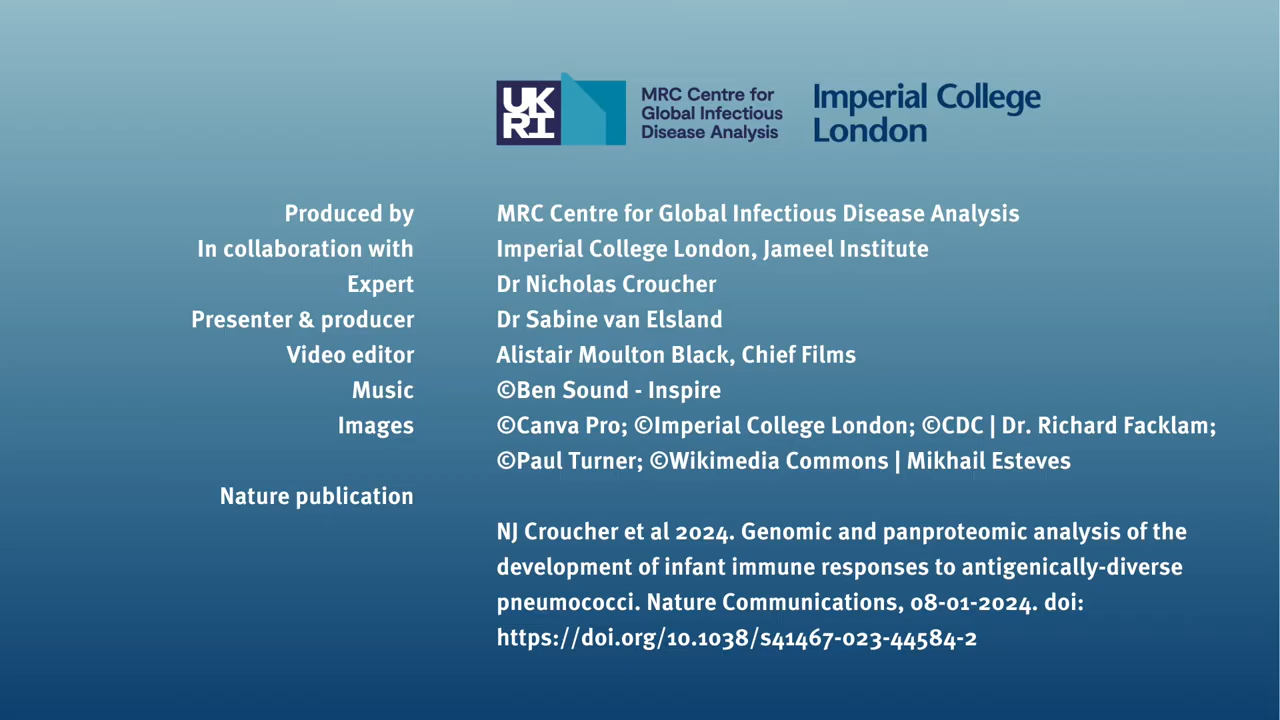 UK
RI
MRC Centre for
Global Infectious
Disease Analysis
Imperial College
London
Produced by MRC Centre for Global Infectious Disease Analysis
In collaboration with Imperial College London, Jameel Institute
Expert Dr Nicholas Croucher
Presenter & producer Dr Sabine van Elsland
Video editor Alistair Moulton Black, Chief Films
Music ©Ben Sound - Inspire
Images ©Canva Pro; ©Imperial College London; ©CDC | Dr. Richard Facklam;
©Paul Turner; ©Wikimedia Commons | Mikhail Esteves
Nature publication
NJ Croucher et al 2024. Genomic and panproteomic analysis of the
development of infant immune responses to antigenically-diverse
pneumococci. Nature Communications, 08-01-2024. doi:
https://doi.org/10.1038/s41467-023-44584-2